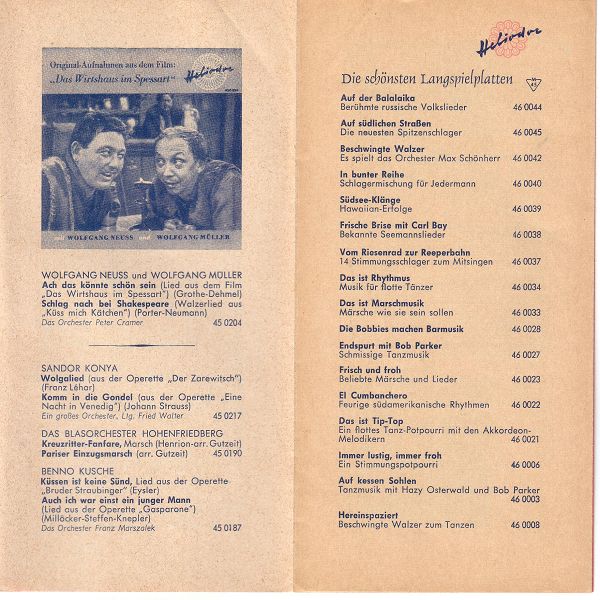 Original-Aufnahmen aus dem Film:
„Das Wirtshaus im Spessart“
Heliodor
450 204
mit WOLFGANG NEUSS und WOLFGANG MÜLLER
WOLFGANG NEUSS und WOLFGANG MÜLLER
Ach das könnte schön sein (Lied aus dem Film
„Das Wirtshaus im Spessart“) (Grothe-Dehmel)
Schlag nach bei Shakespeare (Walzerlied aus
„Küss mich Kätchen“) (Porter-Neumann)
Das Orchester Peter Cramer 45 0204
SANDOR KONYA
Wolgalied (aus der Operette „Der Zarewitsch“)
(Franz Léhar)
Komm in die Gondel (aus der Operette „Eine
Nacht in Venedig“) (Johann Strauss)
Ein großes Orchester, Ltg. Fried Walter 45 0217
DAS BLASORCHESTER HOHENFRIEDBERG
Kreuzritter-Fanfare, Marsch (Henrion-arr. Gutzeit)
Pariser Einzugsmarsch (arr. Gutzeit) 45 0190
BENNO KUSCHE
Küssen ist keine Sünd, Lied aus der Operette
„Bruder Straubinger“ (Eysler)
Auch ich war einst ein junger Mann
(Lied aus der Operette „Gasparone“)
(Millöcker-Steffen-Knepler)
Das Orchester Franz Marszalek 45 0187
Heliodor
Die schönsten Langspielplatten M 45
Auf der Balalaika
Berühmte russische Volkslieder 46 0044
Auf südlichen Straßen
Die neuesten Spitzenschlager 46 0045
Beschwingte Walzer
Es spielt das Orchester Max Schönherr 46 0042
In bunter Reihe
Schlagermischung für Jedermann 46 0040
Südsee-Klänge
Hawaiian-Erfolge 46 0039
Frische Brise mit Carl Bay
Bekannte Seemannslieder 46 0038
Vom Riesenrad zur Reeperbahn
14 Stimmungsschlager zum Mitsingen 46 0037
Das ist Rhythmus
Musik für flotte Tänzer 46 0034
Das ist Marschmusik
Märsche wie sie sein sollen 46 0033
Die Bobbies machen Barmusik 46 0028
Endspurt mit Bob Parker
Schmissige Tanzmusik 46 0027
Frisch und froh
Beliebte Märsche und Lieder 46 0023
El Cumbanchero
Feurige südamerikanische Rhythmen 46 0022
Das ist Tip-Top
Ein flottes Tanz-Potpourri mit den Akkordeon-
Melodikern 46 0021
Immer lustig, immer froh
Ein Stimmungspotpourri 46 0006
Auf kessen Sohlen
Tanzmusik mit Hazy Osterwald und Bob Parker
46 0003
Hereinspaziert
Beschwingte Walzer zum Tanzen 46 0008